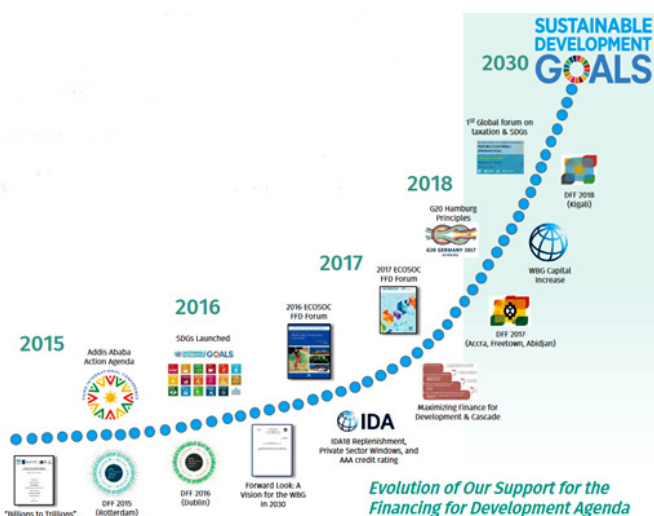 SUSTAINABLE
DEVELOPMENT
2030 GOALS
1ST Global forum on
taxation & SDGs
2018
DFF 2018
(Kigali)
G20 Hamburg
Principles
G20 GERMANY 2017
2017
2017 ECOSOC
FFD Forum
WBG Capital
Increase
2016
2016 ECOSOC
FFD Forum
SDGs Launched
GOALS
2015
Addis Ababa
Action Agenda
DFF 2017
(Accra, Freetown, Abidjan)
Maximizing Finance for
Development & Cascade
IDA
IDA18 Replenishment,
Private Sector Windows, and
AAA credit rating
"Billions to Trillions"
DFF 2015
(Rotterdam)
DFF 2016
(Dublin)
Forward Look: A
Vision for the WBG
in 2030
Evolution of Our Support for the
Financing for Development Agenda